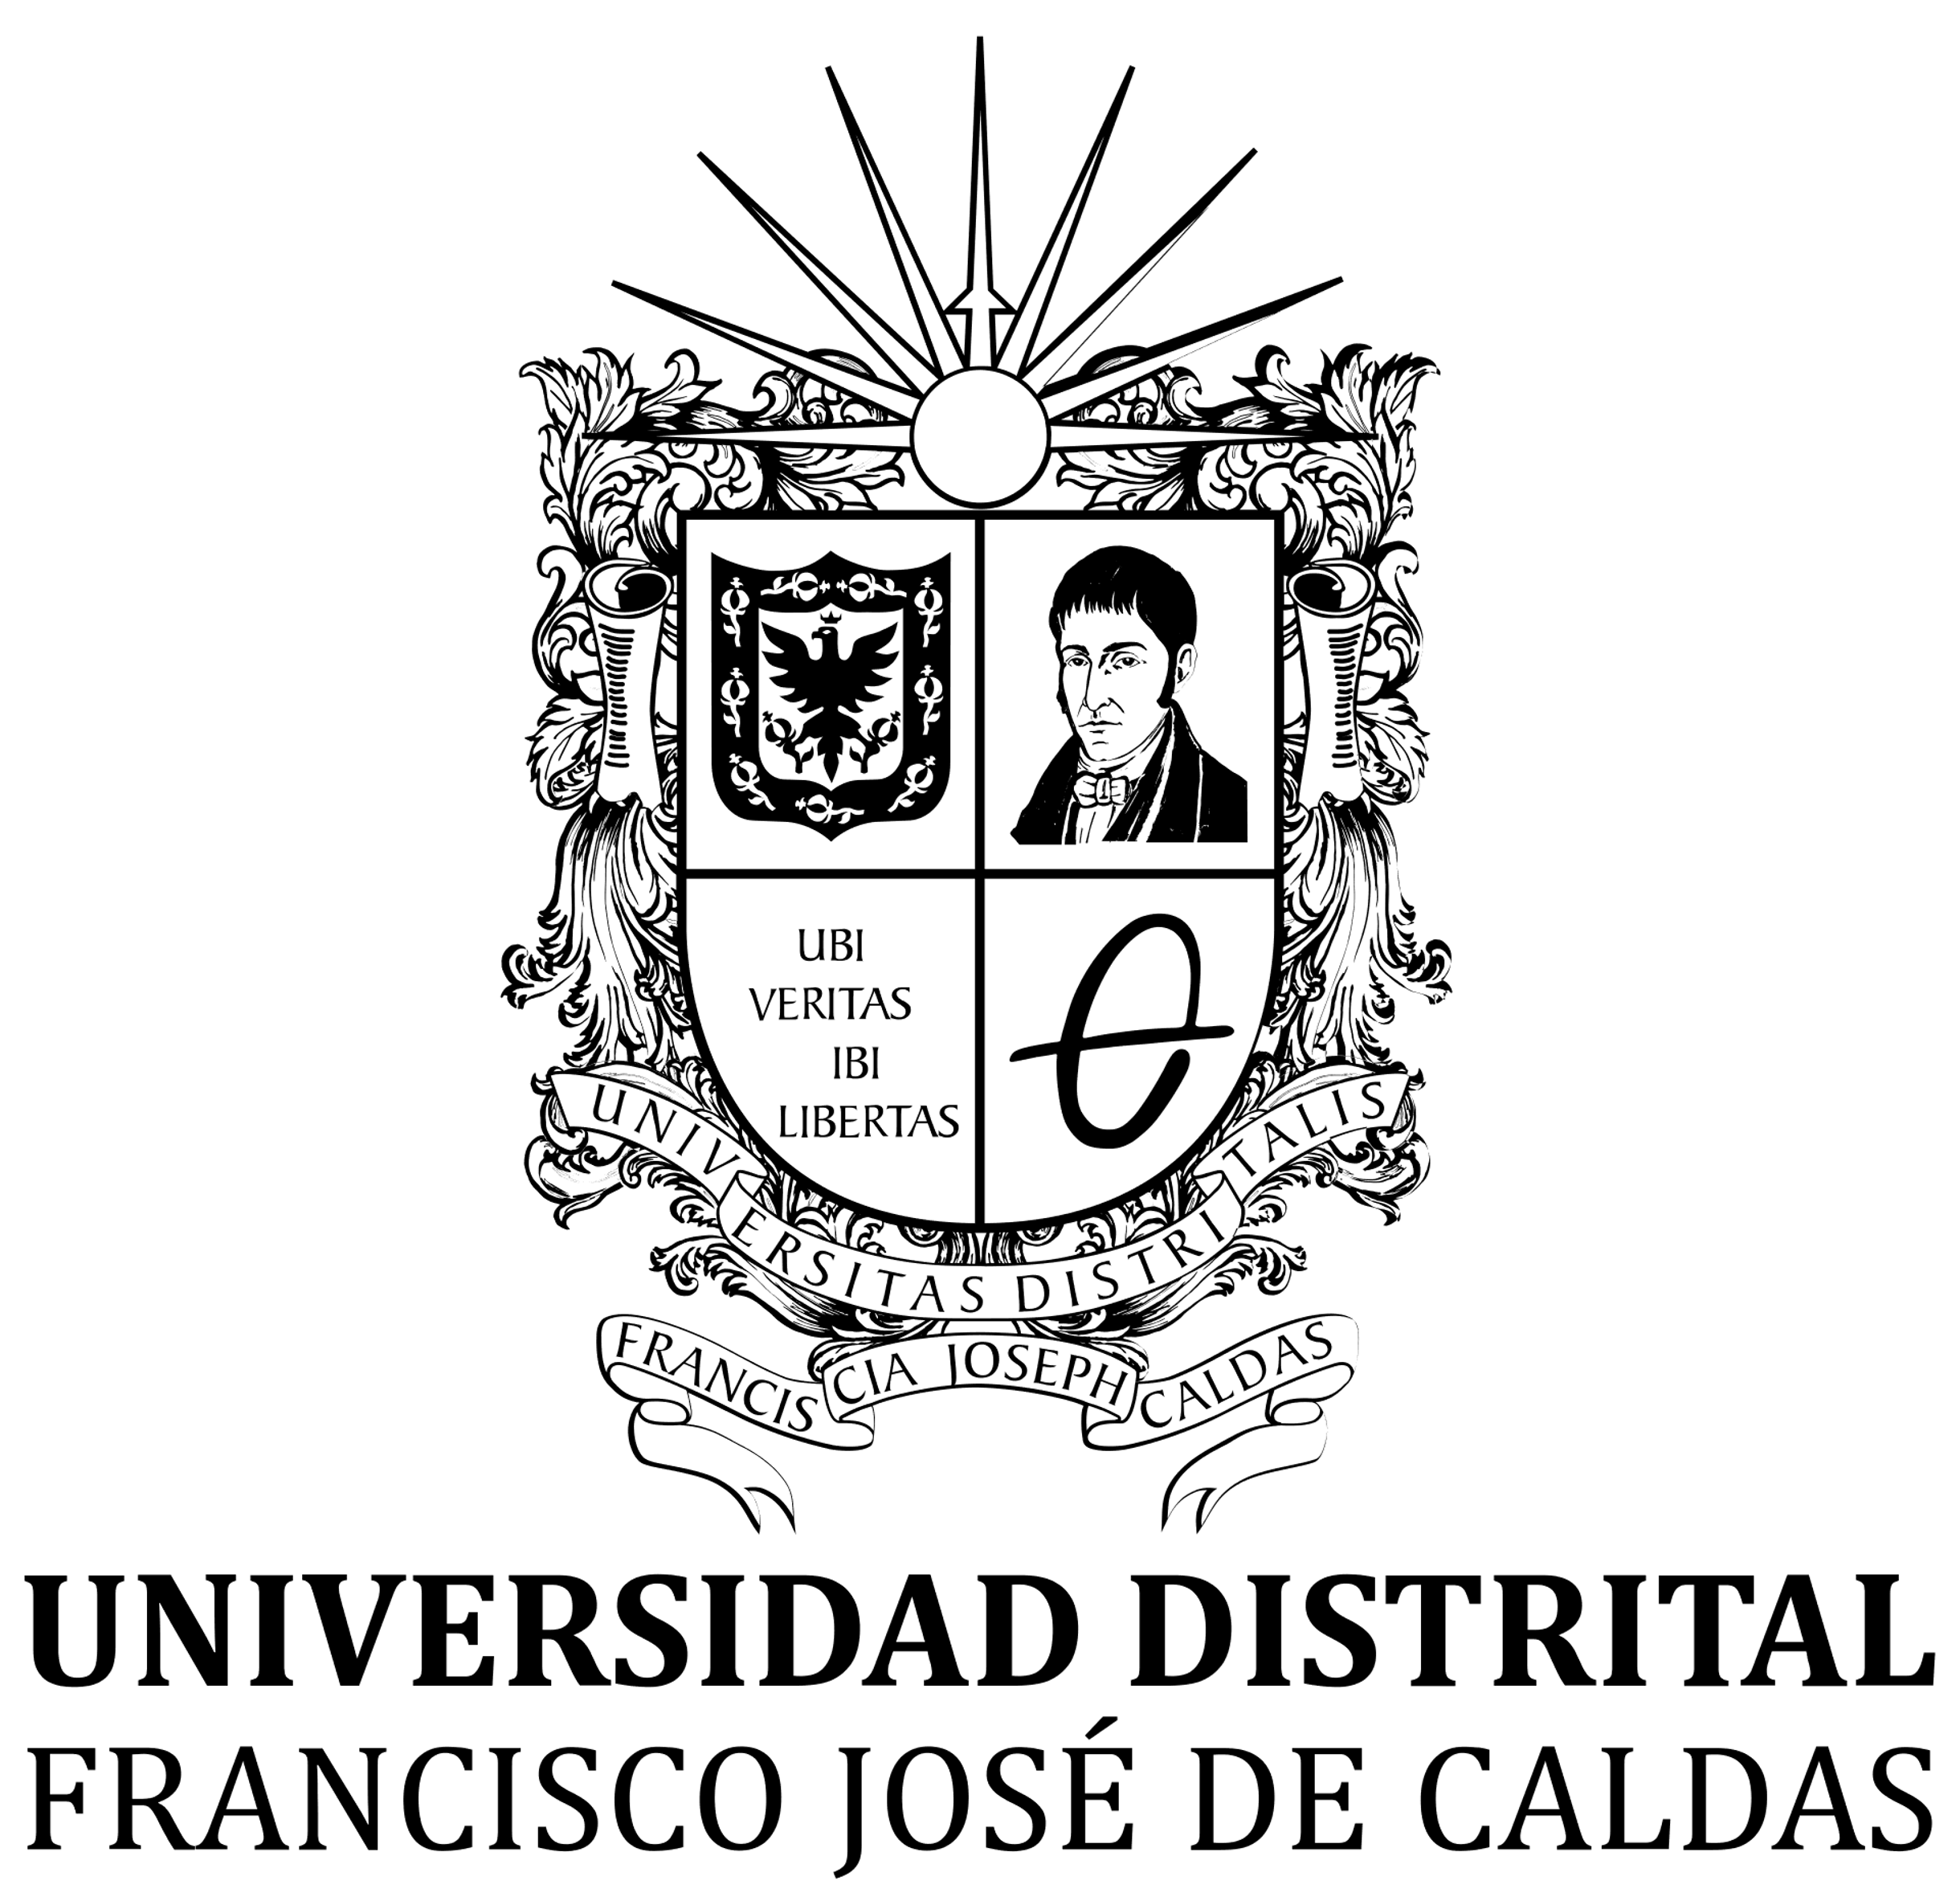 UBI
VERITAS
IBI
LIBERTAS
UNIVERSITAS DISTRITALIS
FRANCISCIA JOSEPH CALDAS
UNIVERSIDAD DISTRITAL
FRANCISCO JOSÉ DE CALDAS